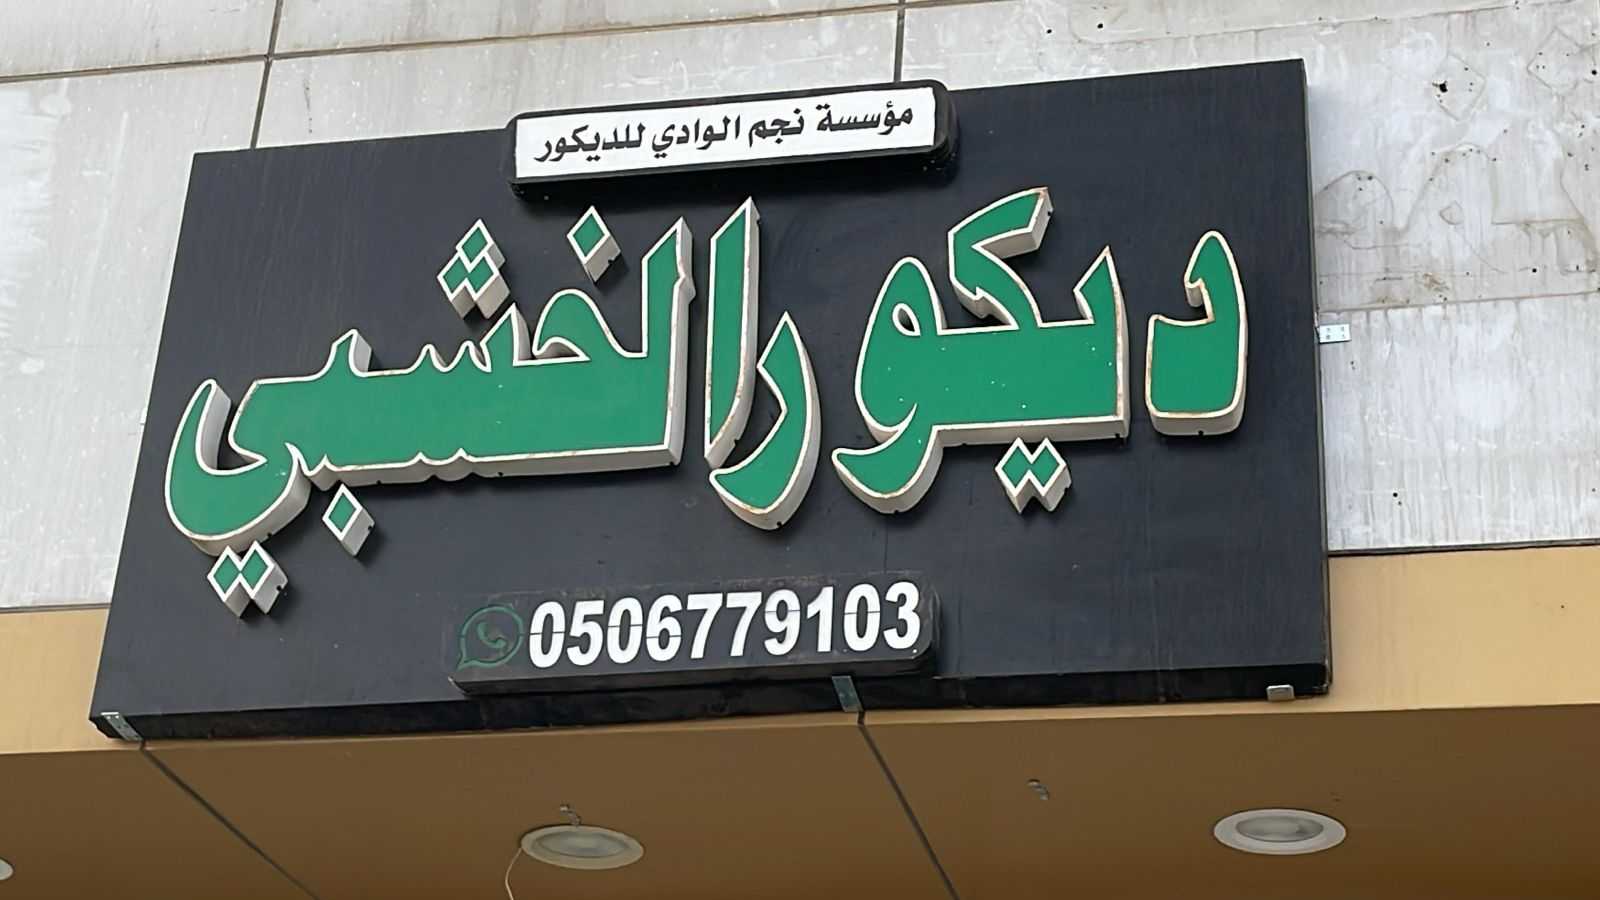 مؤسسة نجم الوادي للديكور
ديكور الخشبي
0506779103